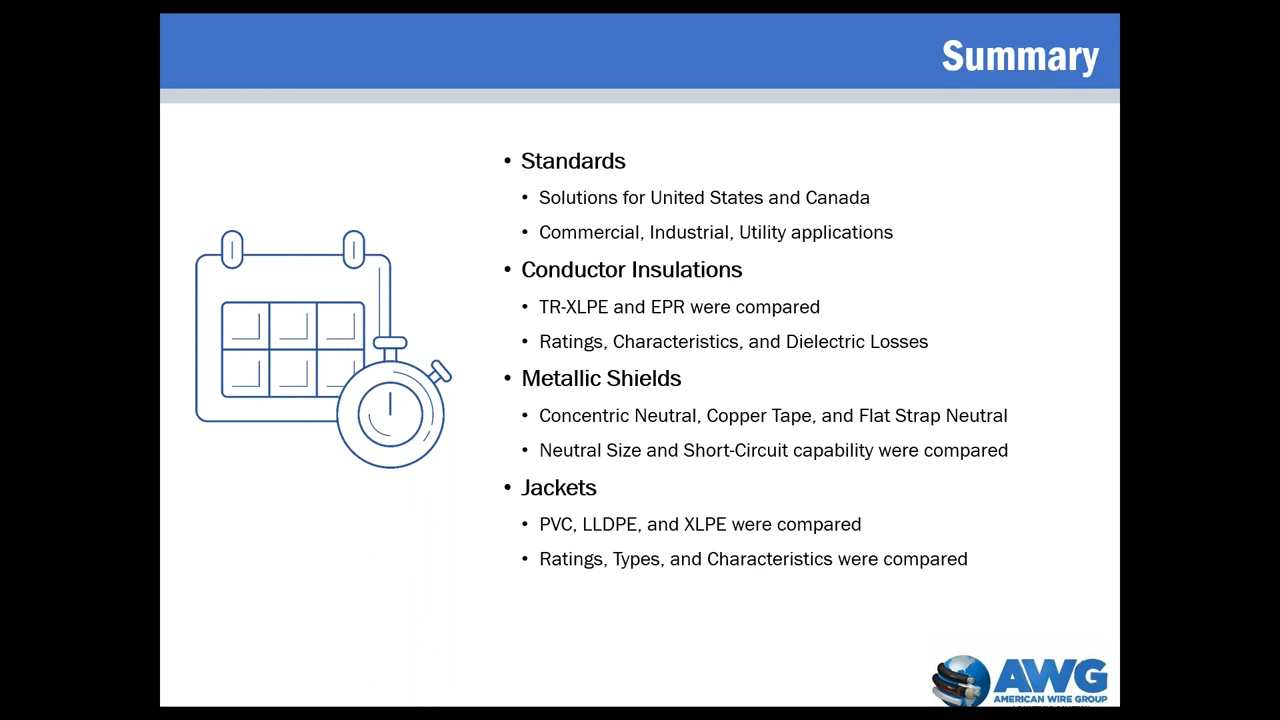 Summary
• Standards
• Solutions for United States and Canada
• Commercial, Industrial, Utility applications
• Conductor Insulations
• TR-XLPE and EPR were compared
• Ratings, Characteristics, and Dielectric Losses
• Metallic Shields
• Concentric Neutral, Copper Tape, and Flat Strap Neutral
• Neutral Size and Short-Circuit capability were compared
• Jackets
• PVC, LLDPE, and XLPE were compared
• Ratings, Types, and Characteristics were compared
AWG
AMERICAN WIRE GROUP